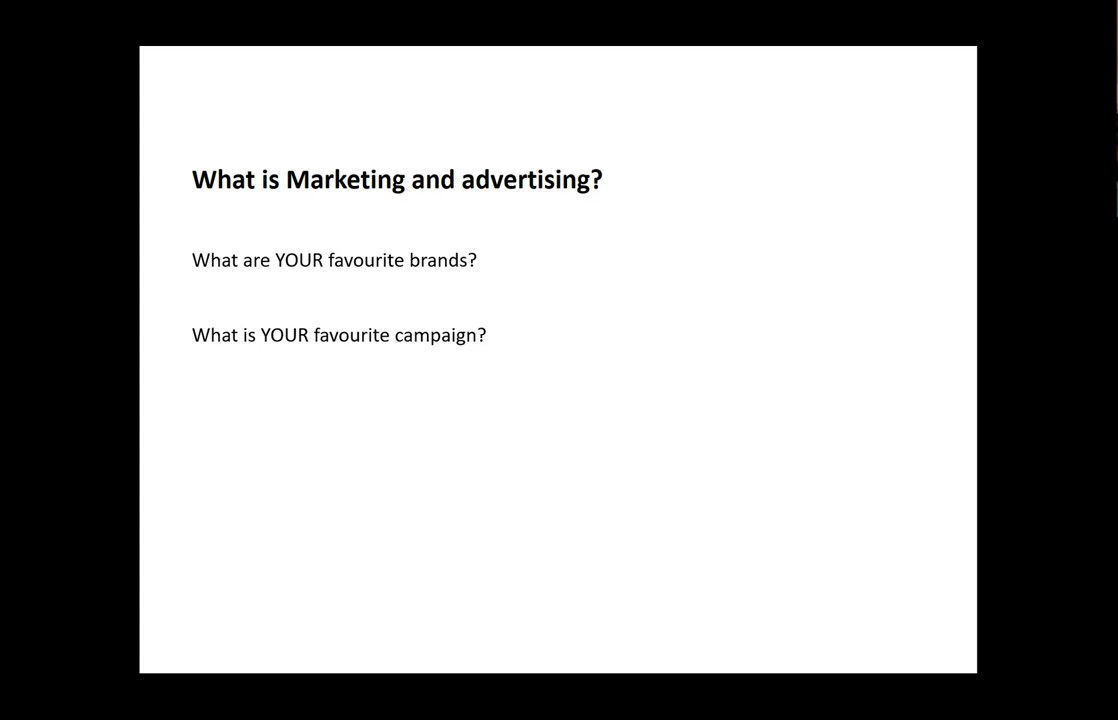 What is Marketing and advertising?
What are YOUR favourite brands?
What is YOUR favourite campaign?